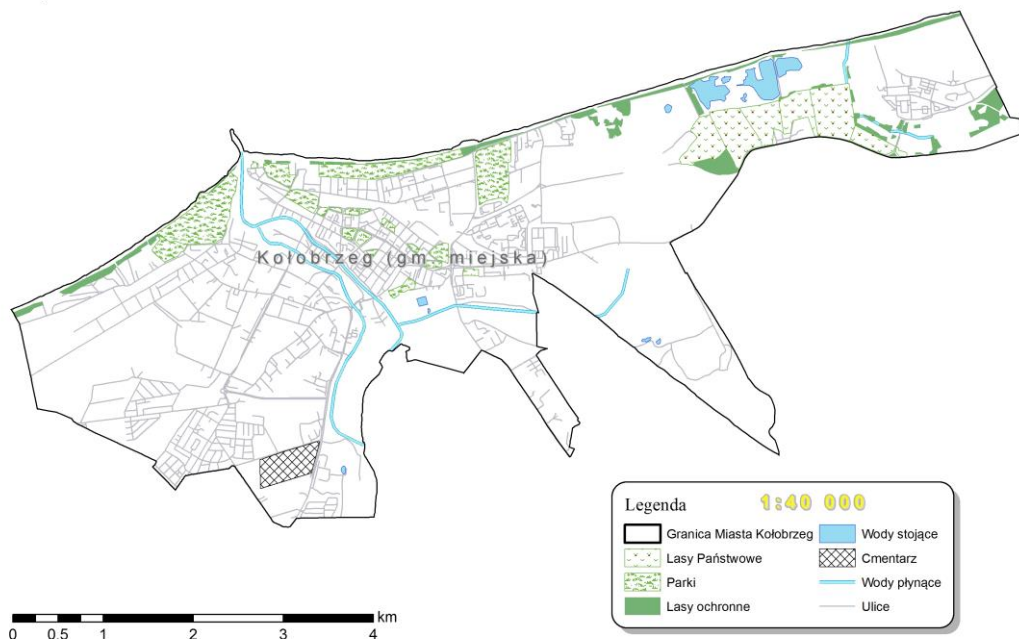 Kołobrzeg (gm. miejska)
Legenda 1:40 000
Granica Miasta Kołobrzeg
Wody stojące
Lasy Państwowe
Cmentarz
Parki
Wody płynące
Lasy ochronne
Ulice
km
0 0.5 1 2 3 4